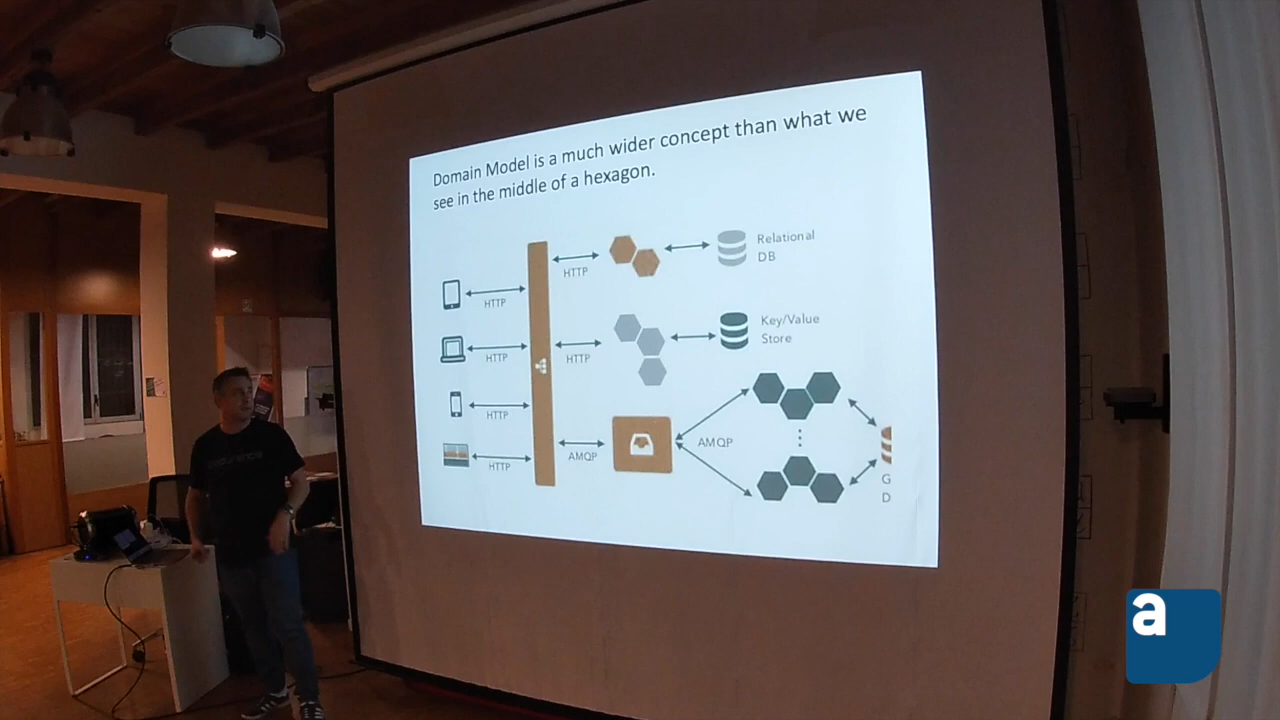 Domain Model is a much wider concept than what we
see in the middle of a hexagon.
HTTP
Relational
DB
HTTP
HTTP
HTTP
Key/Value
Store
HTTP
HTTP
AMQP
AMQP
G
D
a